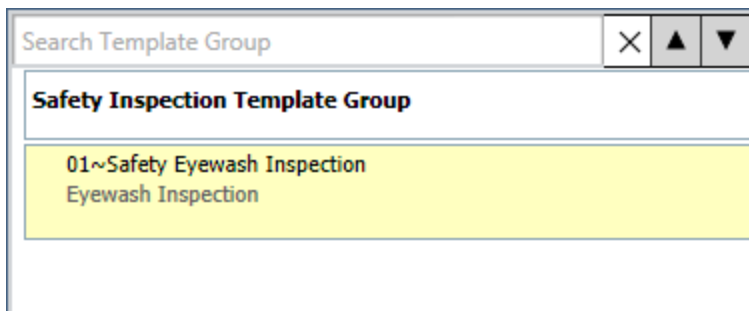 Search Template Group
Safety Inspection Template Group
01~Safety Eyewash Inspection
Eyewash Inspection